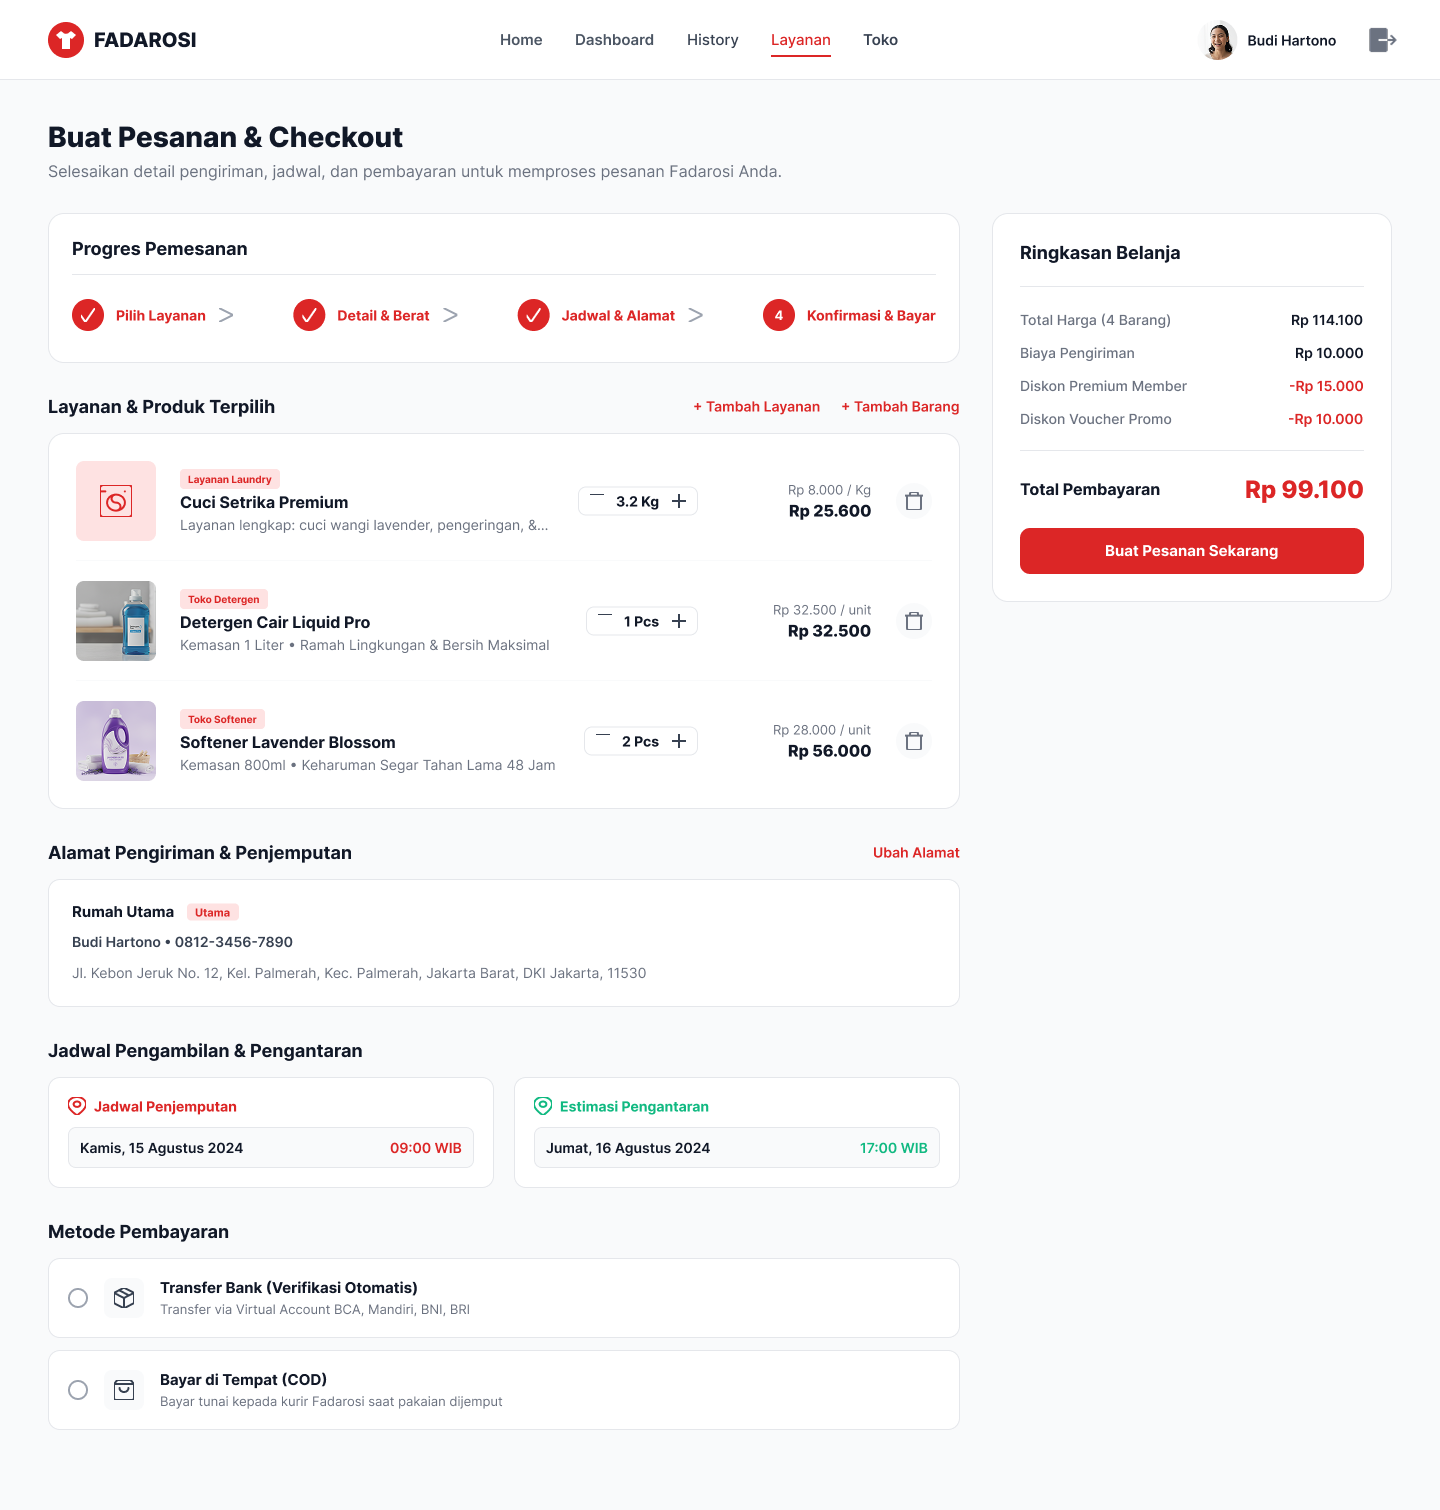 FADAROSI
Home Dashboard History Layanan Toko
Budi Hartono
Buat Pesanan & Checkout
Selesaikan detail pengiriman, jadwal, dan pembayaran untuk memproses pesanan Fadarosi Anda.
Progres Pemesanan
Pilih Layanan > Detail & Berat > Jadwal & Alamat > 4 Konfirmasi & Bayar
Layanan & Produk Terpilih
+ Tambah Layanan + Tambah Barang
Layanan Laundry
Cuci Setrika Premium
Layanan lengkap: cuci wangi lavender, pengeringan, &...
— 3.2 Kg +
Rp 8.000 / Kg
Rp 25.600
Toko Detergen
Detergen Cair Liquid Pro
Kemasan 1 Liter • Ramah Lingkungan & Bersih Maksimal
— 1 Pcs +
Rp 32.500 / unit
Rp 32.500
Toko Softener
Softener Lavender Blossom
Kemasan 800ml • Keharuman Segar Tahan Lama 48 Jam
— 2 Pcs +
Rp 28.000 / unit
Rp 56.000
Alamat Pengiriman & Penjemputan
Ubah Alamat
Rumah Utama Utama
Budi Hartono • 0812-3456-7890
Jl. Kebon Jeruk No. 12, Kel. Palmerah, Kec. Palmerah, Jakarta Barat, DKI Jakarta, 11530
Jadwal Pengambilan & Pengantaran
Jadwal Penjemputan
Kamis, 15 Agustus 2024 09:00 WIB
Estimasi Pengantaran
Jumat, 16 Agustus 2024 17:00 WIB
Metode Pembayaran
Transfer Bank (Verifikasi Otomatis)
Transfer via Virtual Account BCA, Mandiri, BNI, BRI
Bayar di Tempat (COD)
Bayar tunai kepada kurir Fadarosi saat pakaian dijemput
Ringkasan Belanja
Total Harga (4 Barang) Rp 114.100
Biaya Pengiriman Rp 10.000
Diskon Premium Member -Rp 15.000
Diskon Voucher Promo -Rp 10.000
Total Pembayaran Rp 99.100
Buat Pesanan Sekarang